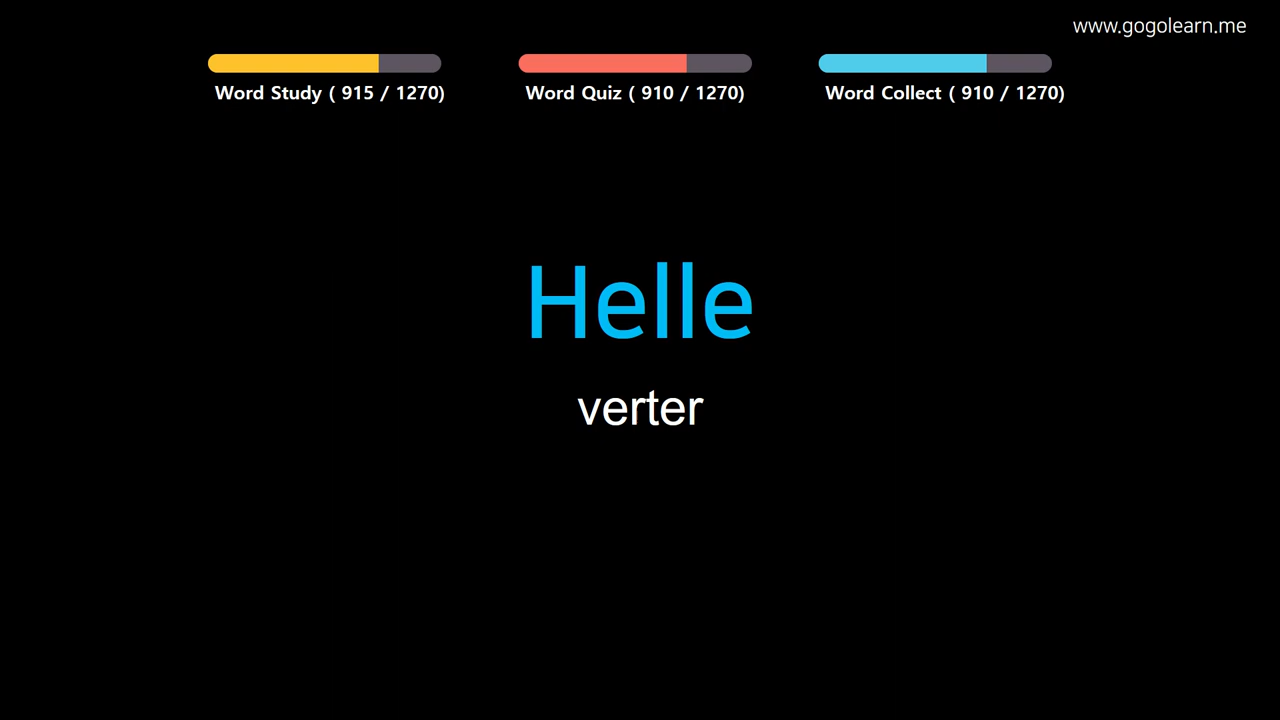 www.gogolearn.me
Word Study ( 915 / 1270)
Word Quiz ( 910 / 1270)
Word Collect ( 910 / 1270)
Helle
verter